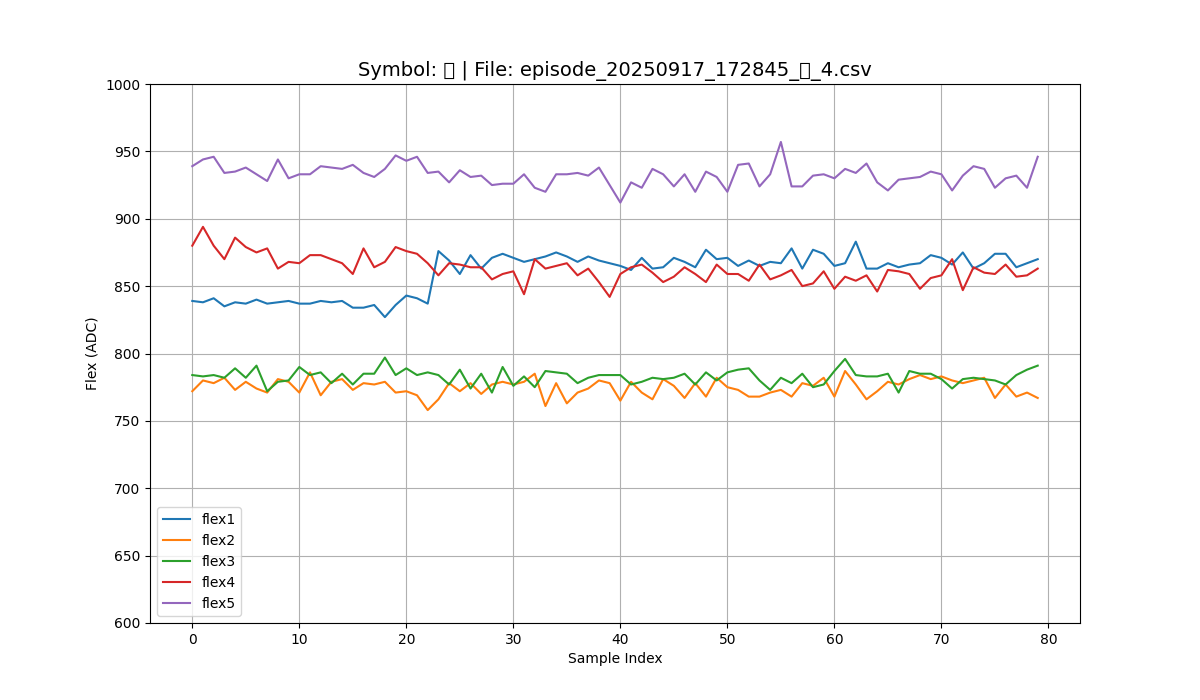 Symbol: ▯ | File: episode_20250917_172845_▯_4.csv
1000
950
900
850
800
750
700
650
600
Flex (ADC)
flex1
flex2
flex3
flex4
flex5
0 10 20 30 40 50 60 70 80
Sample Index